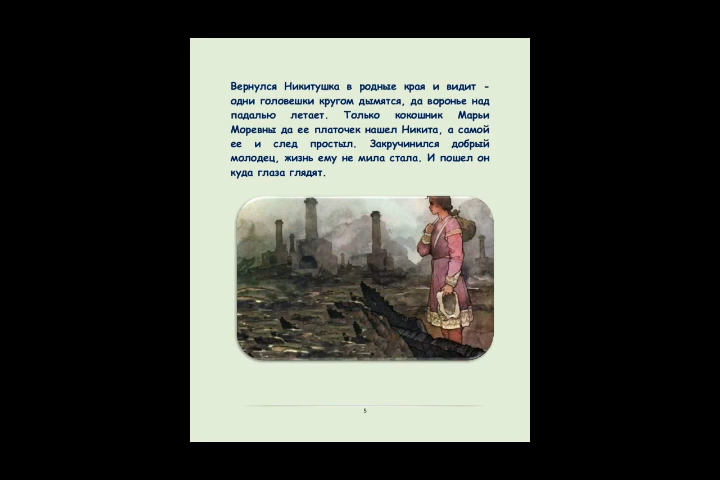 Вернулся Никитушка в родные края и видит -
одни головешки кругом дымятся, да воронье над
падалью летает. Только кокошник Марьи
Моревны да ее платочек нашел Никита, а самой
ее и след простыл. Закручинился добрый
молодец, жизнь ему не мила стала. И пошел он
куда глаза глядят.
5